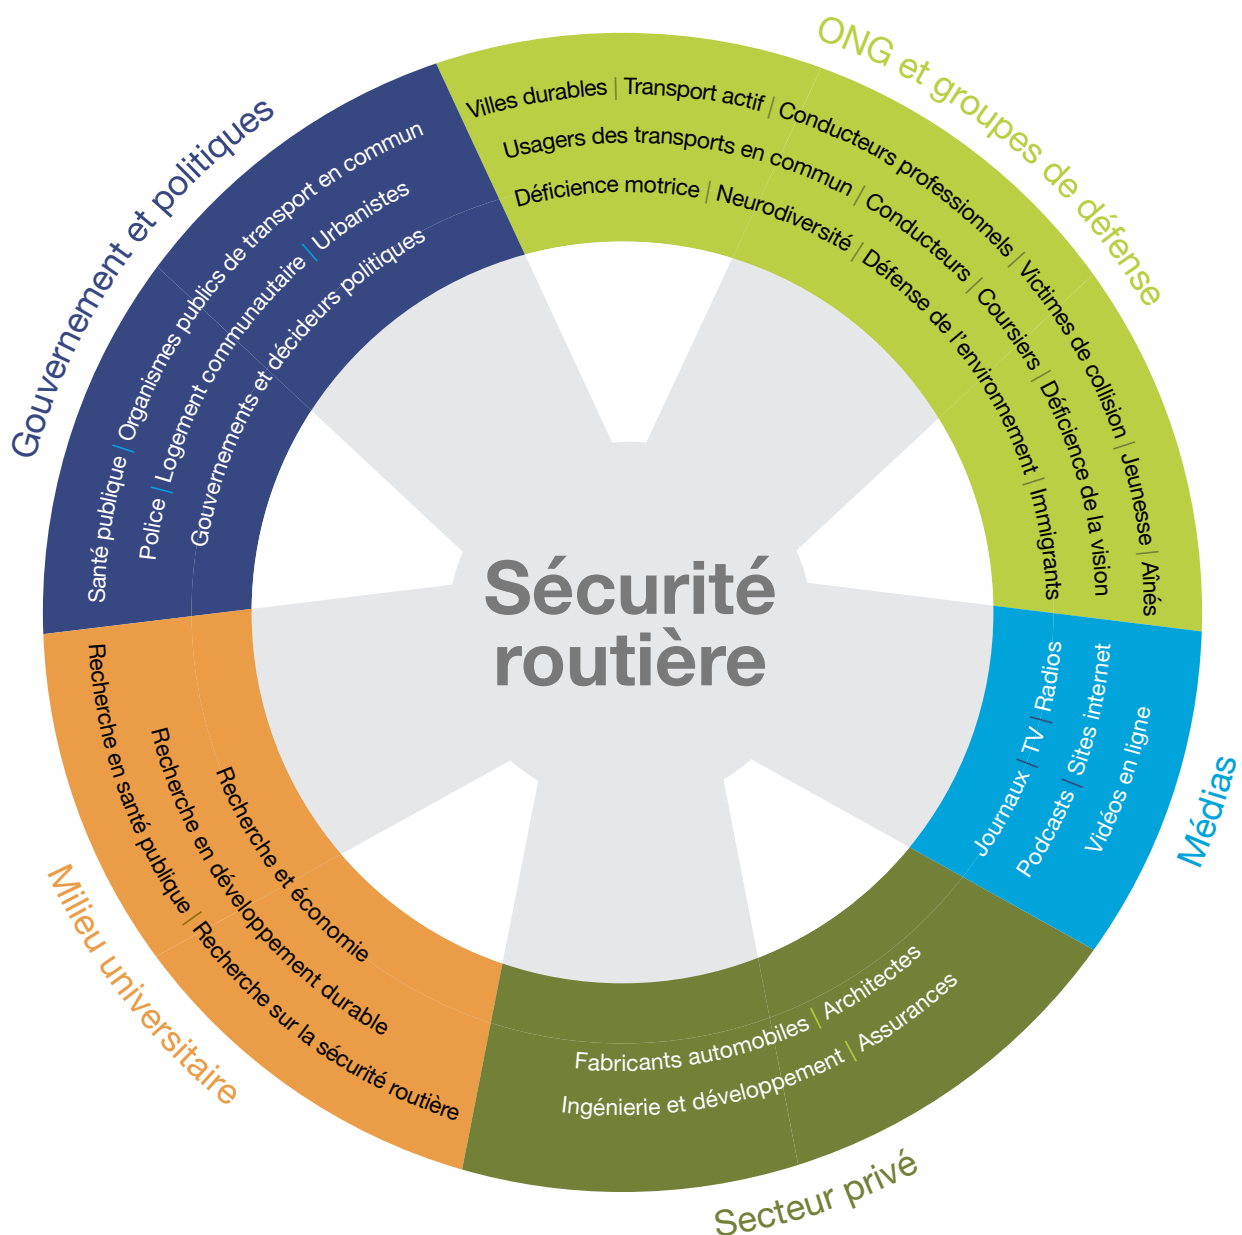 Gouvernement et politiques
Santé publique | Organismes publics de transport en commun
Police | Logement communautaire | Urbanistes
Gouvernements et décideurs politiques
ONG et groupes de défense
Villes durables | Transport actif | Conducteurs professionnels | Victimes de collision | Jeunesse | Aînés
Usagers des transports en commun | Conducteurs | Coursiers | Déficience de la vision
Déficience motrice | Neurodiversité | Défense de l'environnement | Immigrants
Sécurité
routière
Médias
Journaux | TV | Radios
Podcasts | Sites internet
Vidéos en ligne
Milieu universitaire
Recherche et économie
Recherche en développement durable
Recherche en santé publique | Recherche sur la sécurité routière
Secteur privé
Fabricants automobiles | Architectes
Ingénierie et développement | Assurances